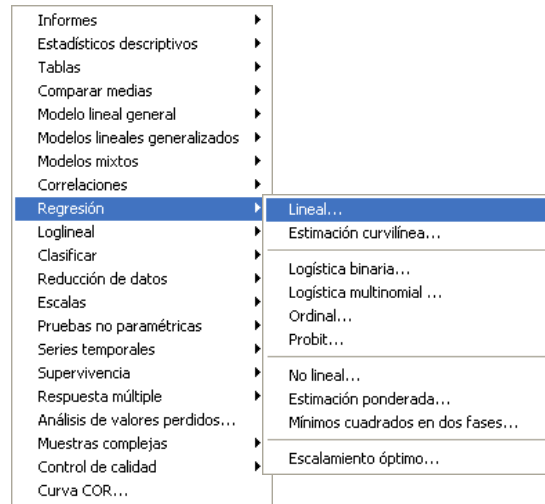 Informes
Estadísticos descriptivos
Tablas
Comparar medias
Modelo lineal general
Modelos lineales generalizados
Modelos mixtos
Correlaciones
Regresión
Loglineal
Clasificar
Reducción de datos
Escalas
Pruebas no paramétricas
Series temporales
Supervivencia
Respuesta múltiple
Análisis de valores perdidos...
Muestras complejas
Control de calidad
Curva COR...
Lineal...
Estimación curvilínea...
Logística binaria...
Logística multinomial ...
Ordinal...
Probit...
No lineal...
Estimación ponderada...
Mínimos cuadrados en dos fases...
Escalamiento óptimo...